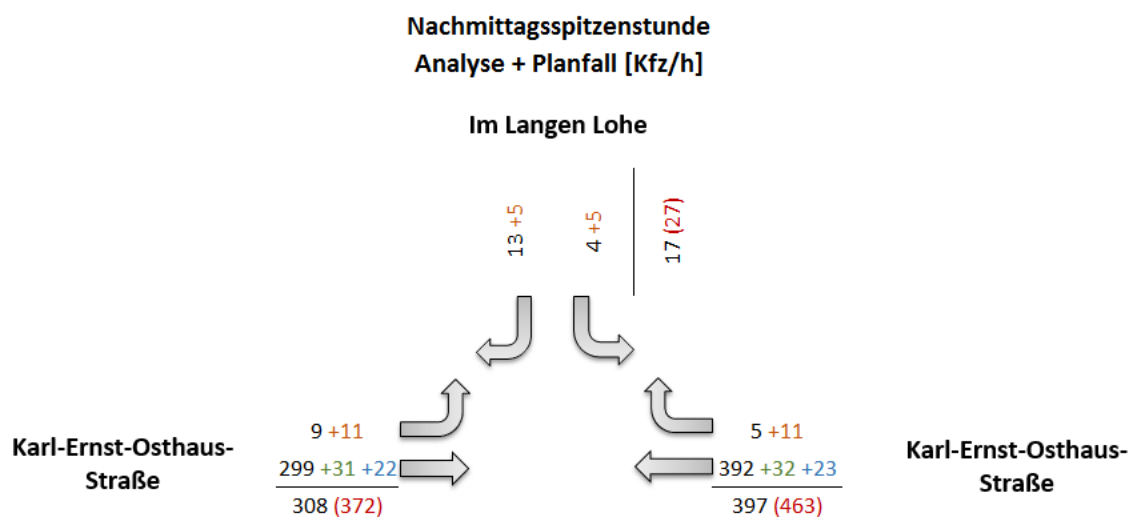 Nachmittagsspitzenstunde
Analyse + Planfall [Kfz/h]
Im Langen Lohe
13 +5
4 +5
17 (27)
Karl-Ernst-Osthaus-
Straße
9 +11
299 +31 +22
308 (372)
5 +11
392 +32 +23
397 (463)
Karl-Ernst-Osthaus-
Straße